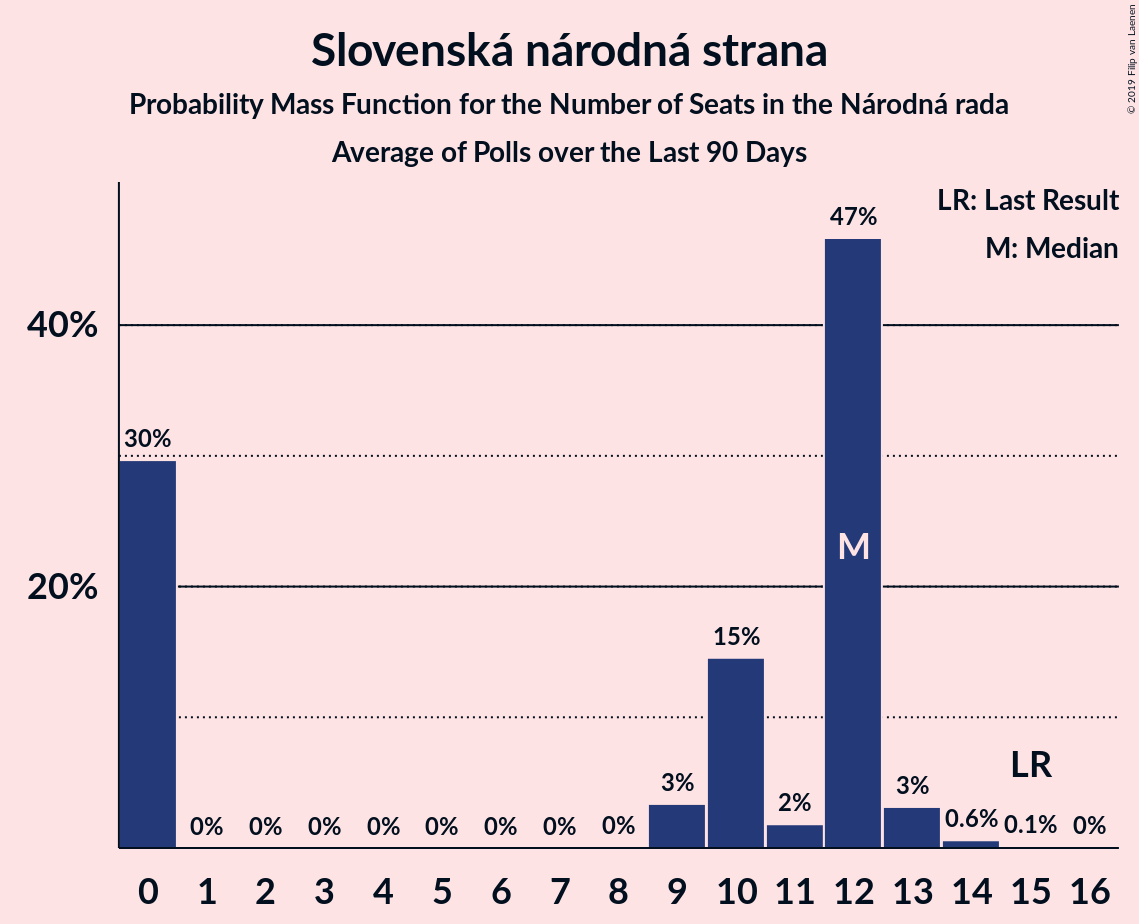 Slovenská národná strana
Probability Mass Function for the Number of Seats in the Národná rada
Average of Polls over the Last 90 Days
© 2019 Filip van Laenen
LR: Last Result
M: Median
47%
40%
30%
M
20%
15%
LR
3%
2%
3%
0% 0% 0% 0% 0% 0% 0% 0% 0.6% 0.1% 0%
0 1 2 3 4 5 6 7 8 9 10 11 12 13 14 15 16